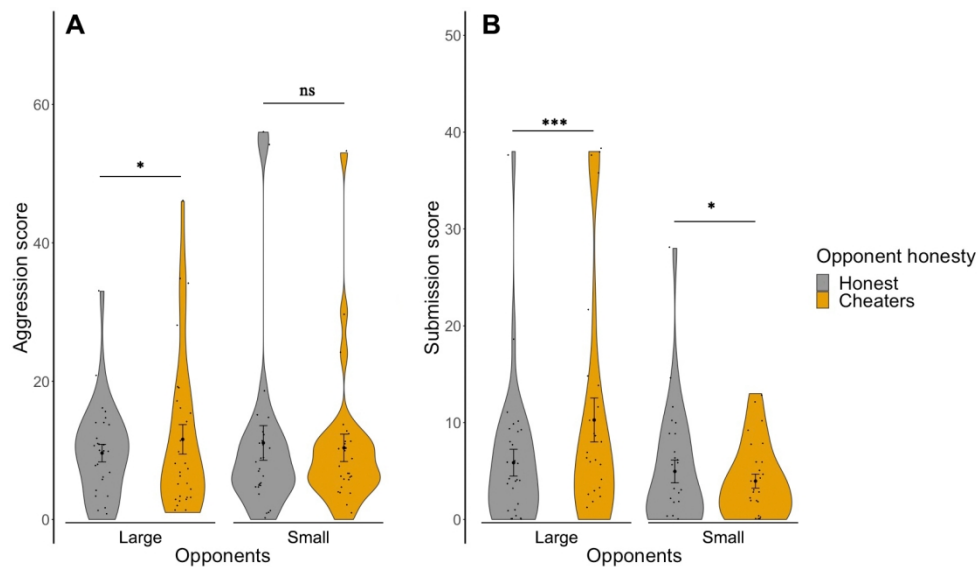 A
Aggression score
60
40
20
0
*
ns
Large
Small
Opponents
B
Submission score
50
40
30
20
10
0
***
*
Large
Small
Opponents
Opponent honesty
Honest
Cheaters